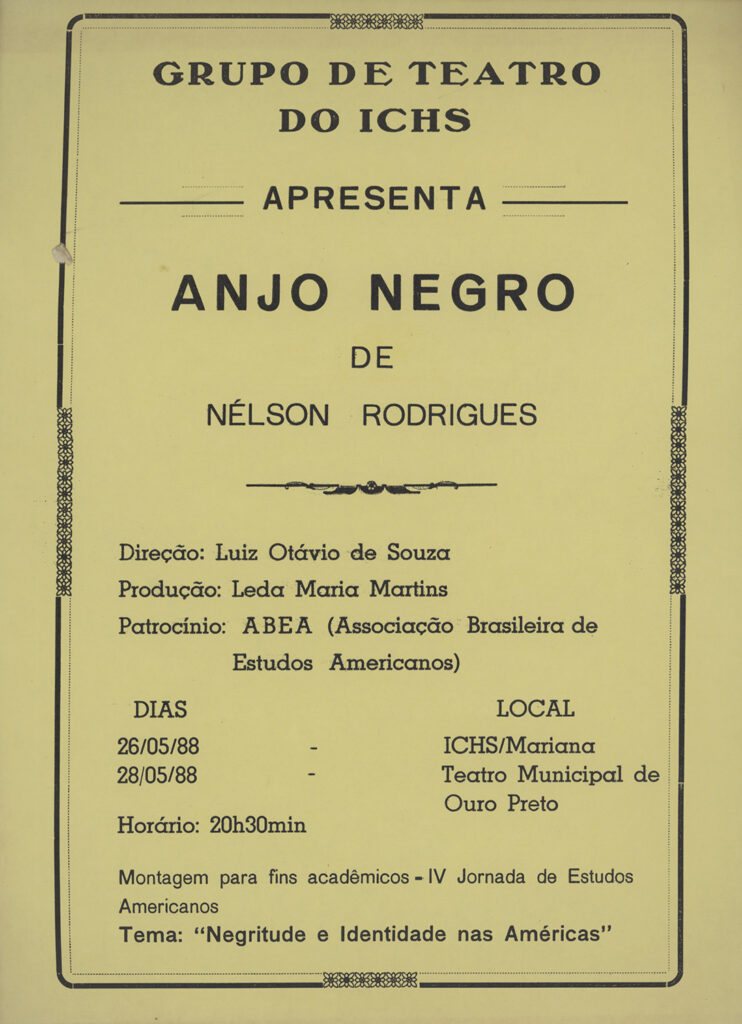 GRUPO DE TEATRO
DO ICHS
APRESENTA
ANJO NEGRO
DE
NÉLSON RODRIGUES
Direção: Luiz Otávio de Souza
Produção: Leda Maria Martins
Patrocínio: ABEA (Associação Brasileira de
Estudos Americanos)
DIAS LOCAL
26/05/88 - ICHS/Mariana
28/05/88 - Teatro Municipal de
Ouro Preto
Horário: 20h30min
Montagem para fins acadêmicos - IV Jornada de Estudos
Americanos
Tema: "Negritude e Identidade nas Américas"